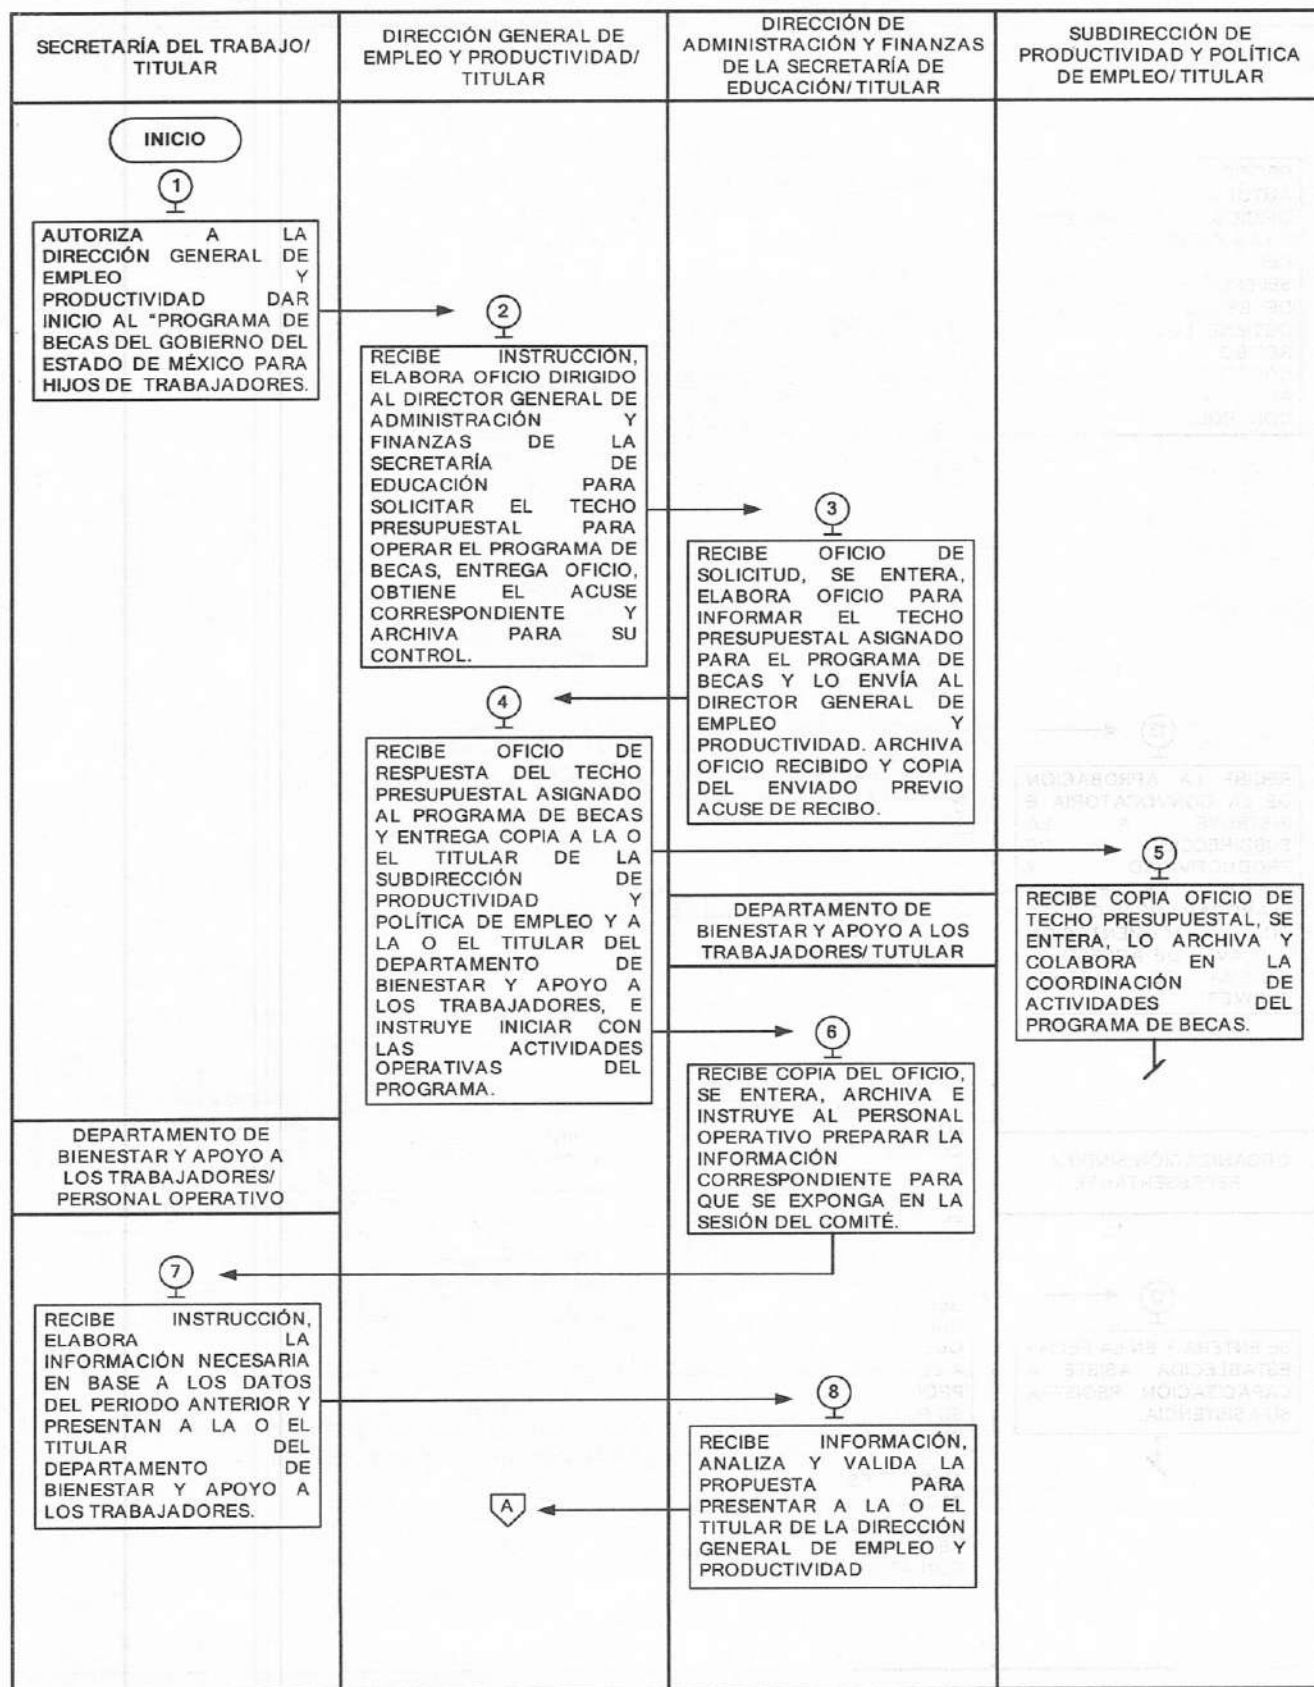 SECRETARÍA DEL TRABAJO/
TITULAR
DIRECCIÓN GENERAL DE
EMPLEO Y PRODUCTIVIDAD/
TITULAR
DIRECCIÓN DE
ADMINISTRACIÓN Y FINANZAS
DE LA SECRETARÍA DE
EDUCACIÓN/ TITULAR
SUBDIRECCIÓN DE
PRODUCTIVIDAD Y POLÍTICA
DE EMPLEO/ TITULAR
INICIO
1
AUTORIZA A LA
DIRECCIÓN GENERAL DE
EMPLEO Y
PRODUCTIVIDAD DAR
INICIO AL "PROGRAMA DE
BECAS DEL GOBIERNO DEL
ESTADO DE MÉXICO PARA
HIJOS DE TRABAJADORES.
2
RECIBE INSTRUCCIÓN,
ELABORA OFICIO DIRIGIDO
AL DIRECTOR GENERAL DE
ADMINISTRACIÓN Y
FINANZAS DE LA
SECRETARÍA DE
EDUCACIÓN PARA
SOLICITAR EL TECHO
PRESUPUESTAL PARA
OPERAR EL PROGRAMA DE
BECAS, ENTREGA OFICIO,
OBTIENE EL ACUSE
CORRESPONDIENTE Y
ARCHIVA PARA SU
CONTROL.
3
RECIBE OFICIO DE
SOLICITUD, SE ENTERA,
ELABORA OFICIO PARA
INFORMAR EL TECHO
PRESUPUESTAL ASIGNADO
PARA EL PROGRAMA DE
BECAS Y LO ENVÍA AL
DIRECTOR GENERAL DE
EMPLEO Y
PRODUCTIVIDAD. ARCHIVA
OFICIO RECIBIDO Y COPIA
DEL ENVIADO PREVIO
ACUSE DE RECIBO.
4
RECIBE OFICIO DE
RESPUESTA DEL TECHO
PRESUPUESTAL ASIGNADO
AL PROGRAMA DE BECAS
Y ENTREGA COPIA A LA O
EL TITULAR DE LA
SUBDIRECCIÓN DE
PRODUCTIVIDAD Y
POLÍTICA DE EMPLEO Y A
LA O EL TITULAR DEL
DEPARTAMENTO DE
BIENESTAR Y APOYO A
LOS TRABAJADORES, E
INSTRUYE INICIAR CON
LAS ACTIVIDADES
OPERATIVAS DEL
PROGRAMA.
5
RECIBE COPIA OFICIO DE
TECHO PRESUPUESTAL, SE
ENTERA, LO ARCHIVA Y
COLABORA EN LA
COORDINACIÓN DE
ACTIVIDADES DEL
PROGRAMA DE BECAS.
DEPARTAMENTO DE
BIENESTAR Y APOYO A LOS
TRABAJADORES/ TUTULAR
6
RECIBE COPIA DEL OFICIO,
SE ENTERA, ARCHIVA E
INSTRUYE AL PERSONAL
OPERATIVO PREPARAR LA
INFORMACIÓN
CORRESPONDIENTE PARA
QUE SE EXPONGA EN LA
SESIÓN DEL COMITÉ.
DEPARTAMENTO DE
BIENESTAR Y APOYO A
LOS TRABAJADORES/
PERSONAL OPERATIVO
7
RECIBE INSTRUCCIÓN,
ELABORA LA
INFORMACIÓN NECESARIA
EN BASE A LOS DATOS
DEL PERIODO ANTERIOR Y
PRESENTAN A LA O EL
TITULAR DEL
DEPARTAMENTO DE
BIENESTAR Y APOYO A
LOS TRABAJADORES.
8
RECIBE INFORMACIÓN,
ANALIZA Y VALIDA LA
PROPUESTA PARA
PRESENTAR A LA O EL
TITULAR DE LA DIRECCIÓN
GENERAL DE EMPLEO Y
PRODUCTIVIDAD
A